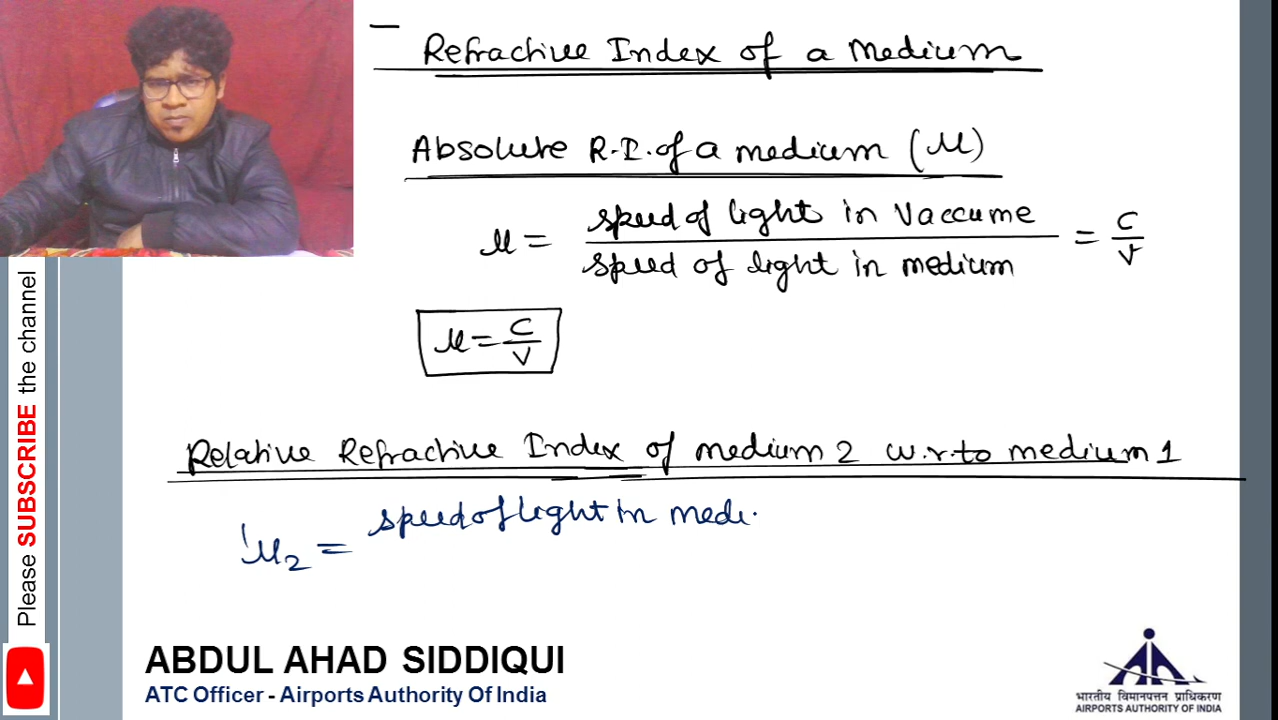 Refractive Index of a Medium
Absolute R.I. of a medium (μ)
μ = speed of light in Vaccume / speed of light in medium = C/V
μ = C/V
Relative Refractive Index of medium 2 w.r.to medium 1
¹μ₂ = speed of light in medi
Please SUBSCRIBE the channel
ABDUL AHAD SIDDIQUI
ATC Officer - Airports Authority Of India
भारतीय विमानपत्तन प्राधिकरण
AIRPORTS AUTHORITY OF INDIA